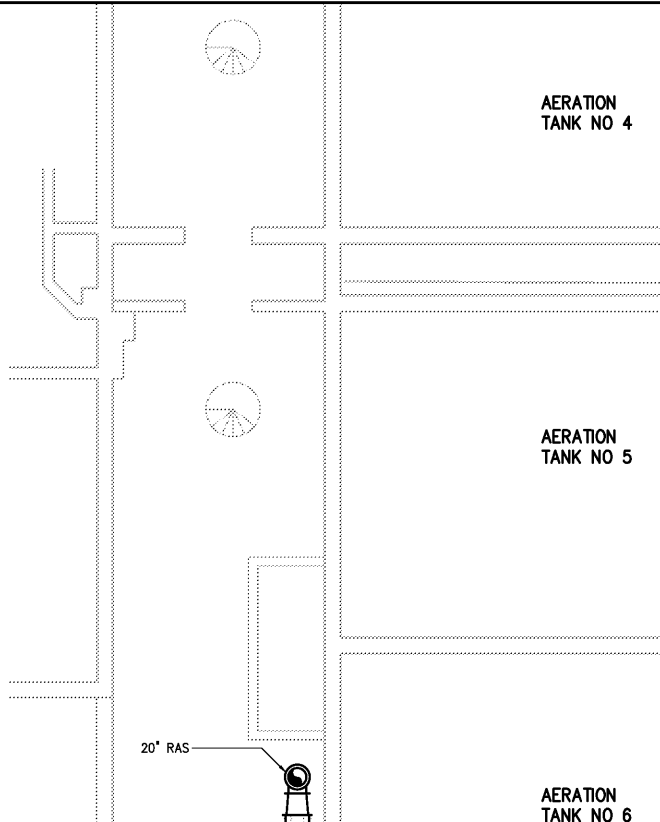 AERATION
TANK NO 4
AERATION
TANK NO 5
20" RAS
AERATION
TANK NO 6